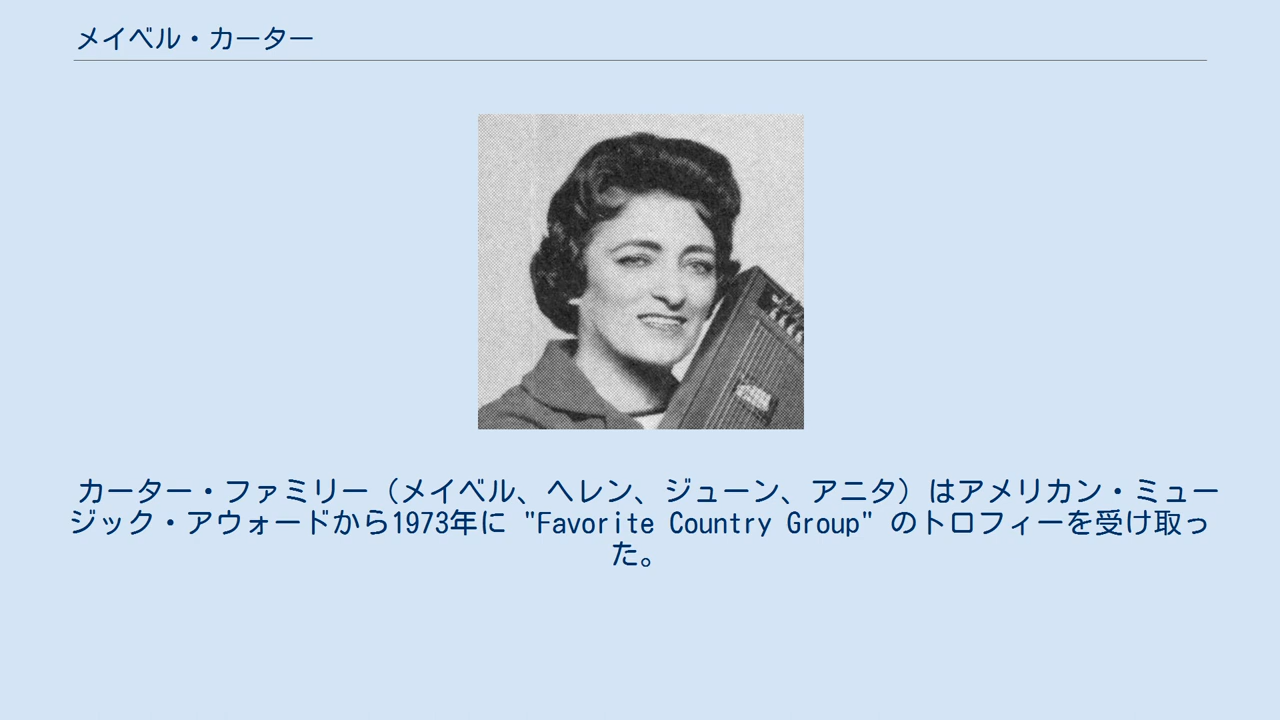 メイベル・カーター
カーター・ファミリー（メイベル、ヘレン、ジューン、アニタ）はアメリカン・ミュー
ジック・アウォードから1973年に "Favorite Country Group" のトロフィーを受け取っ
た。